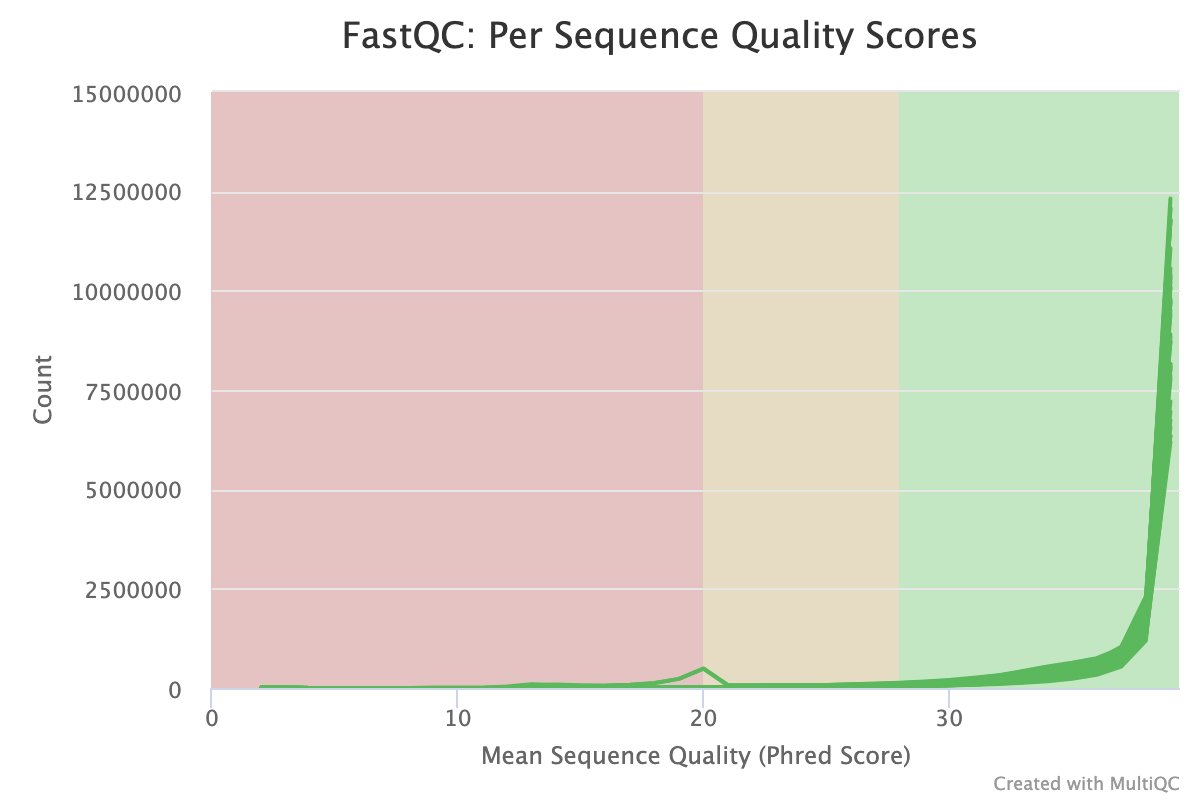 FastQC: Per Sequence Quality Scores
15000000
12500000
10000000
7500000
5000000
2500000
0
Count
0 10 20 30
Mean Sequence Quality (Phred Score)
Created with MultiQC